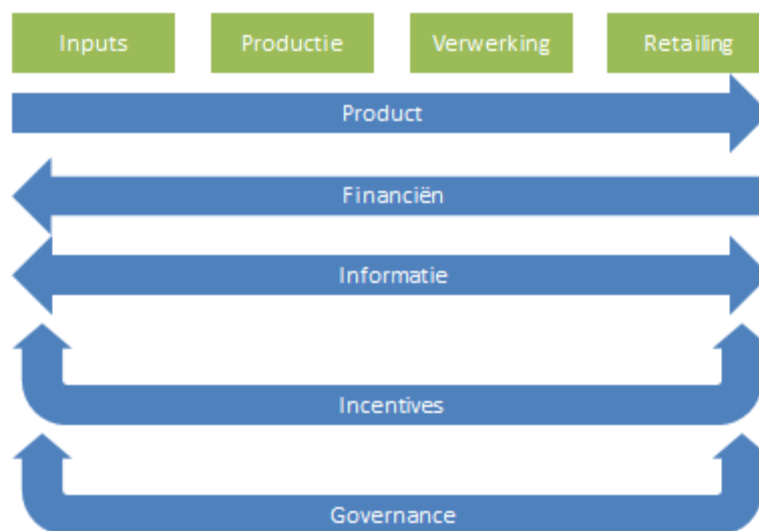 Inputs
Productie
Verwerking
Retailing
Product
Financiën
Informatie
Incentives
Governance